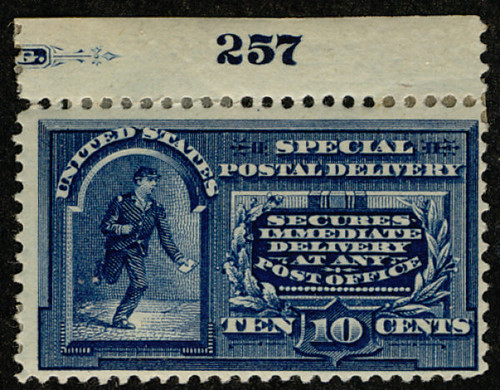 E.
257
UNITED STATES
SPECIAL
POSTAL DELIVERY
SECURES
IMMEDIATE
DELIVERY
AT ANY
POST OFFICE
TEN 10 CENTS